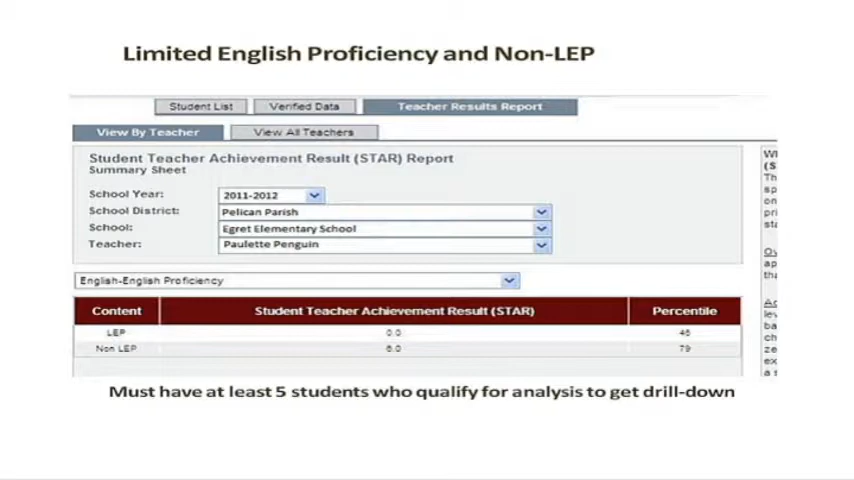 Limited English Proficiency and Non-LEP
Student List Verified Data Teacher Results Report
View By Teacher View All Teachers
Student Teacher Achievement Result (STAR) Report
Summary Sheet
School Year: 2011-2012
School District: Pelican Parish
School: Egret Elementary School
Teacher: Paulette Penguin
English-English Proficiency
Content Student Teacher Achievement Result (STAR) Percentile
LEP 0.0 48
Non LEP 6.0 79
Must have at least 5 students who qualify for analysis to get drill-down